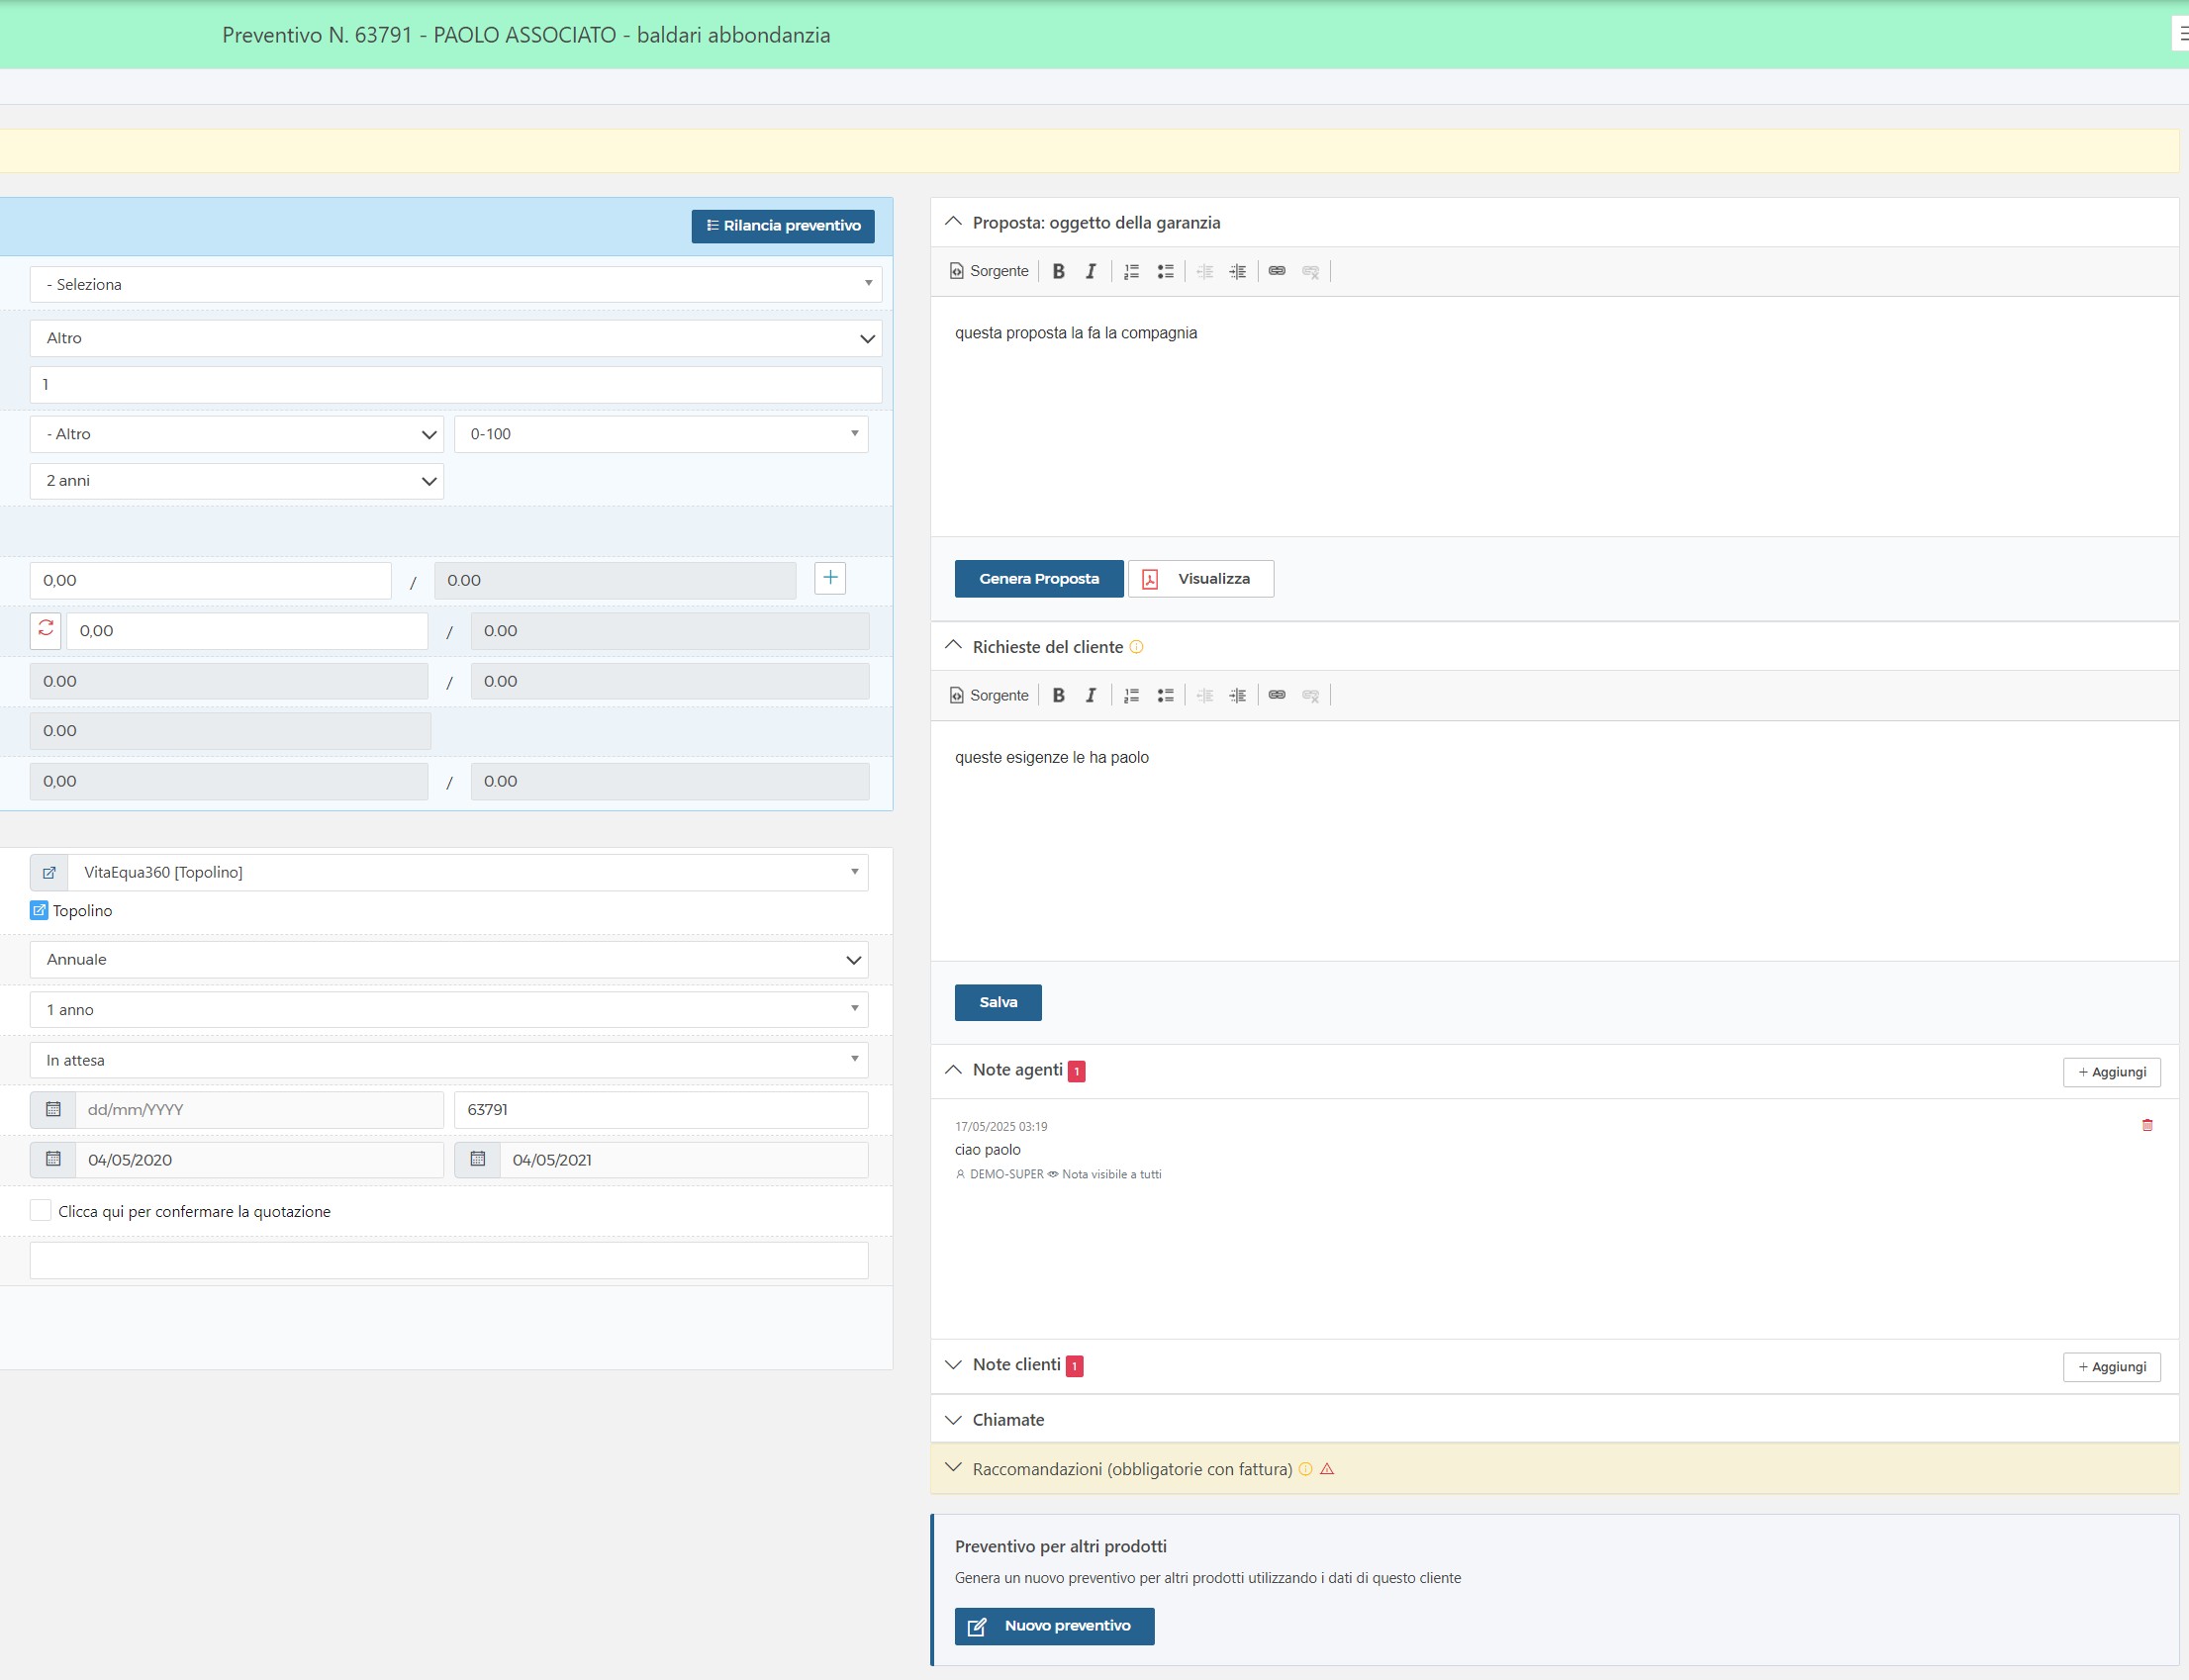 Preventivo N. 63791 - PAOLO ASSOCIATO - baldari abbondanzia
Rilancia preventivo
- Seleziona
Altro
1
- Altro
0-100
2 anni
0,00 / 0.00
0,00 / 0.00
0.00 / 0.00
0.00
0,00 / 0.00
VitaEqua360 [Topolino]
Topolino
Annuale
1 anno
In attesa
dd/mm/YYYY
63791
04/05/2020
04/05/2021
Clicca qui per confermare la quotazione
Proposta: oggetto della garanzia
Sorgente
questa proposta la fa la compagnia
Genera Proposta
Visualizza
Richieste del cliente
Sorgente
queste esigenze le ha paolo
Salva
Note agenti 1
+ Aggiungi
17/05/2025 03:19
ciao paolo
DEMO-SUPER Nota visibile a tutti
Note clienti 1
+ Aggiungi
Chiamate
Raccomandazioni (obbligatorie con fattura)
Preventivo per altri prodotti
Genera un nuovo preventivo per altri prodotti utilizzando i dati di questo cliente
Nuovo preventivo